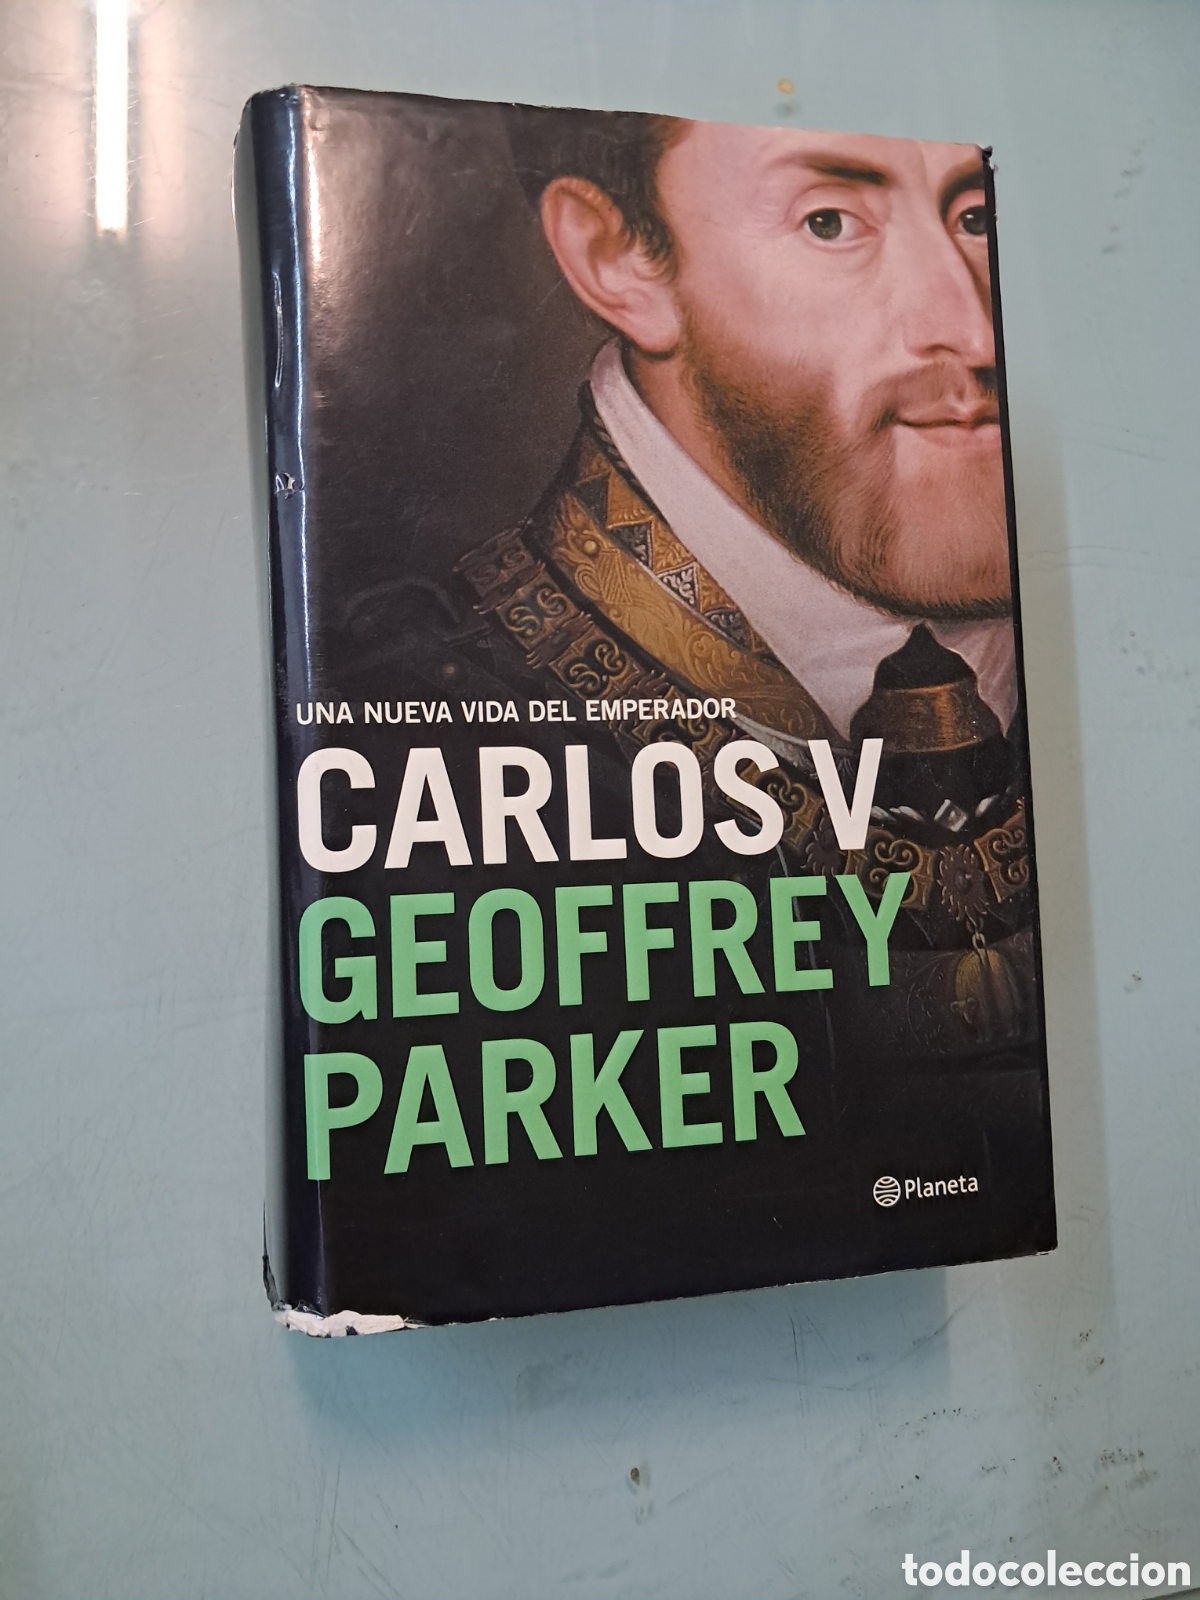 UNA NUEVA VIDA DEL EMPERADOR
CARLOS V
GEOFFREY
PARKER
Planeta
todocoleccion